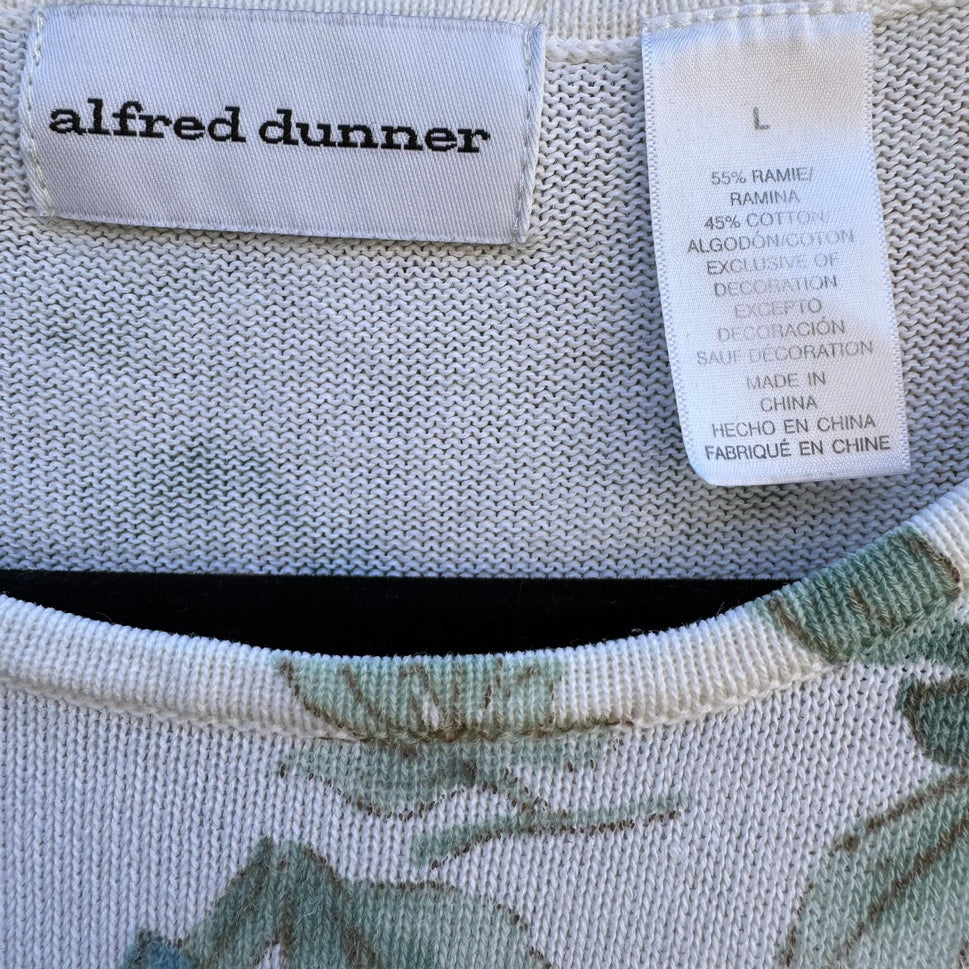 alfred dunner
L
55% RAMIE/
RAMINA
45% COTTON/
ALGODÓN/COTON
EXCLUSIVE OF
DECORATION
EXCEPTO
DECORACIÓN
SAUF DÉCORATION
MADE IN
CHINA
HECHO EN CHINA
FABRIQUÉ EN CHINE